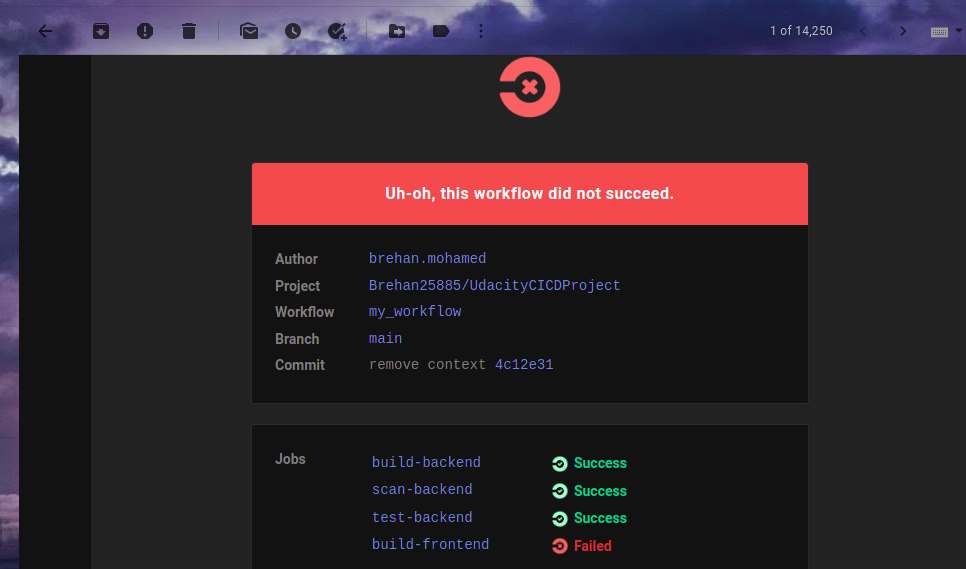 1 of 14,250
Uh-oh, this workflow did not succeed.
Author brehan.mohamed
Project Brehan25885/UdacityCICDProject
Workflow my_workflow
Branch main
Commit remove context 4c12e31
Jobs build-backend Success
scan-backend Success
test-backend Success
build-frontend Failed